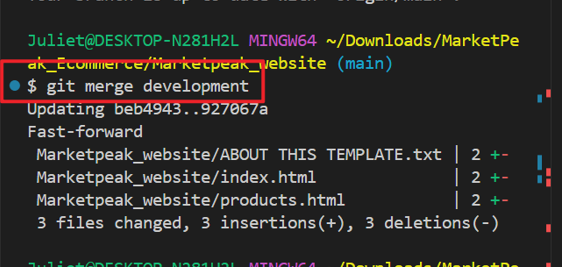 Your branch is up to date with 'origin/main'.
Juliet@DESKTOP-N281H2L MINGW64 ~/Downloads/MarketPe
ak_Ecommerce/Marketpeak_website (main)
$ git merge development
Updating beb4943..927067a
Fast-forward
Marketpeak_website/ABOUT THIS TEMPLATE.txt | 2 +-
Marketpeak_website/index.html | 2 +-
Marketpeak_website/products.html | 2 +-
3 files changed, 3 insertions(+), 3 deletions(-)
Juliet@DESKTOP-N281H2L MINGW64 ~/Downloads/MarketPe